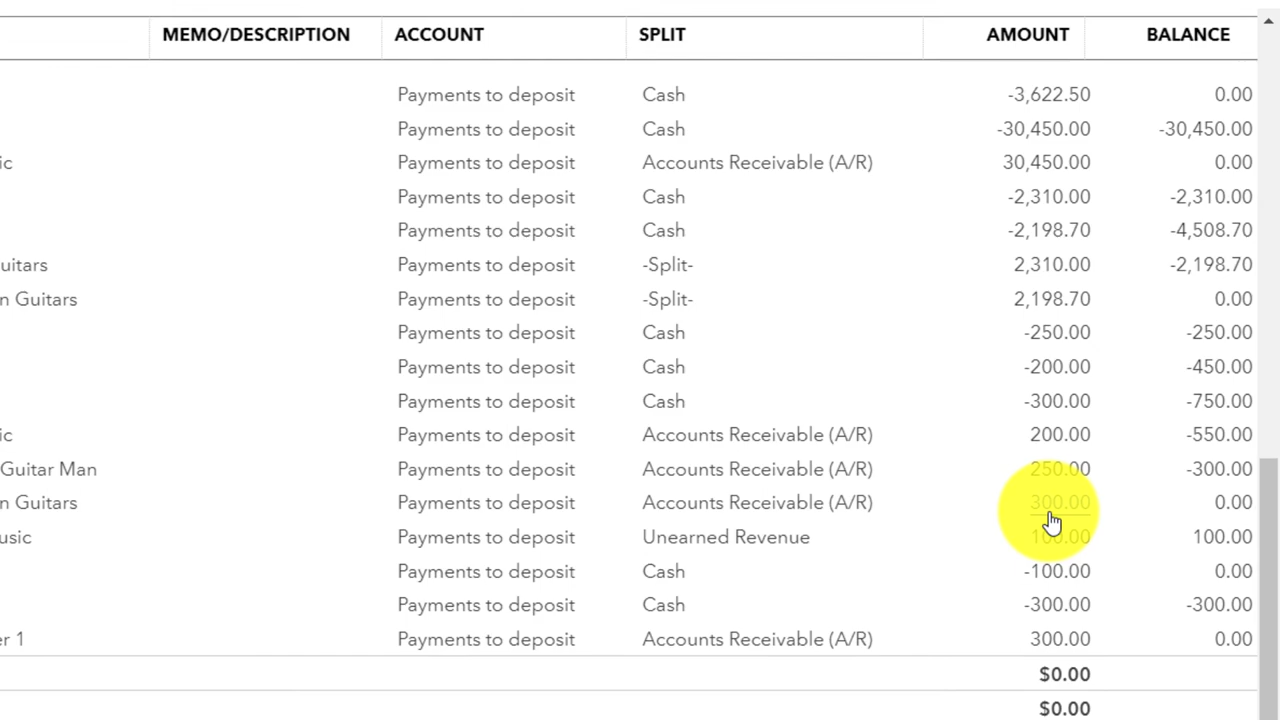 MEMO/DESCRIPTION ACCOUNT SPLIT AMOUNT BALANCE
Payments to deposit Cash -3,622.50 0.00
Payments to deposit Cash -30,450.00 -30,450.00
ic Payments to deposit Accounts Receivable (A/R) 30,450.00 0.00
Payments to deposit Cash -2,310.00 -2,310.00
Payments to deposit Cash -2,198.70 -4,508.70
uitars Payments to deposit -Split- 2,310.00 -2,198.70
n Guitars Payments to deposit -Split- 2,198.70 0.00
Payments to deposit Cash -250.00 -250.00
Payments to deposit Cash -200.00 -450.00
Payments to deposit Cash -300.00 -750.00
ic Payments to deposit Accounts Receivable (A/R) 200.00 -550.00
Guitar Man Payments to deposit Accounts Receivable (A/R) 250.00 -300.00
n Guitars Payments to deposit Accounts Receivable (A/R) 300.00 0.00
usic Payments to deposit Unearned Revenue 100.00 100.00
Payments to deposit Cash -100.00 0.00
Payments to deposit Cash -300.00 -300.00
er 1 Payments to deposit Accounts Receivable (A/R) 300.00 0.00
$0.00
$0.00